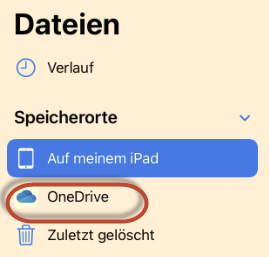 Dateien
Verlauf
Speicherorte
Auf meinem iPad
OneDrive
Zuletzt gelöscht